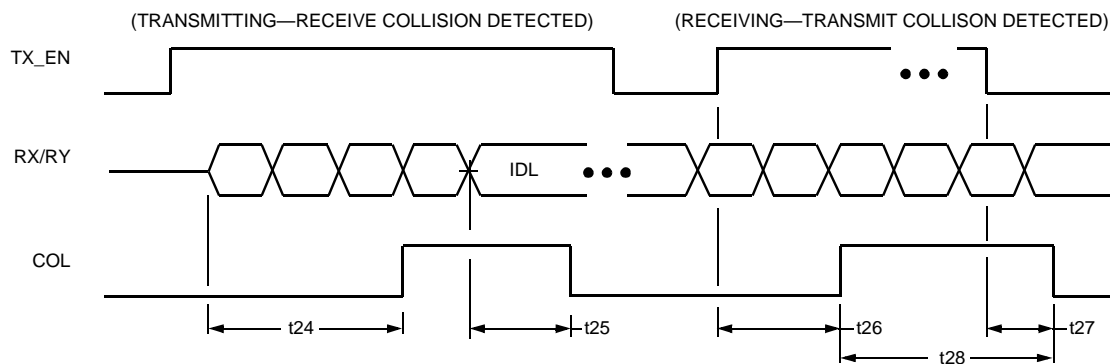 (TRANSMITTING—RECEIVE COLLISION DETECTED)
(RECEIVING—TRANSMIT COLLISON DETECTED)
TX_EN
RX/RY
IDL
COL
t24
t25
t26
t27
t28